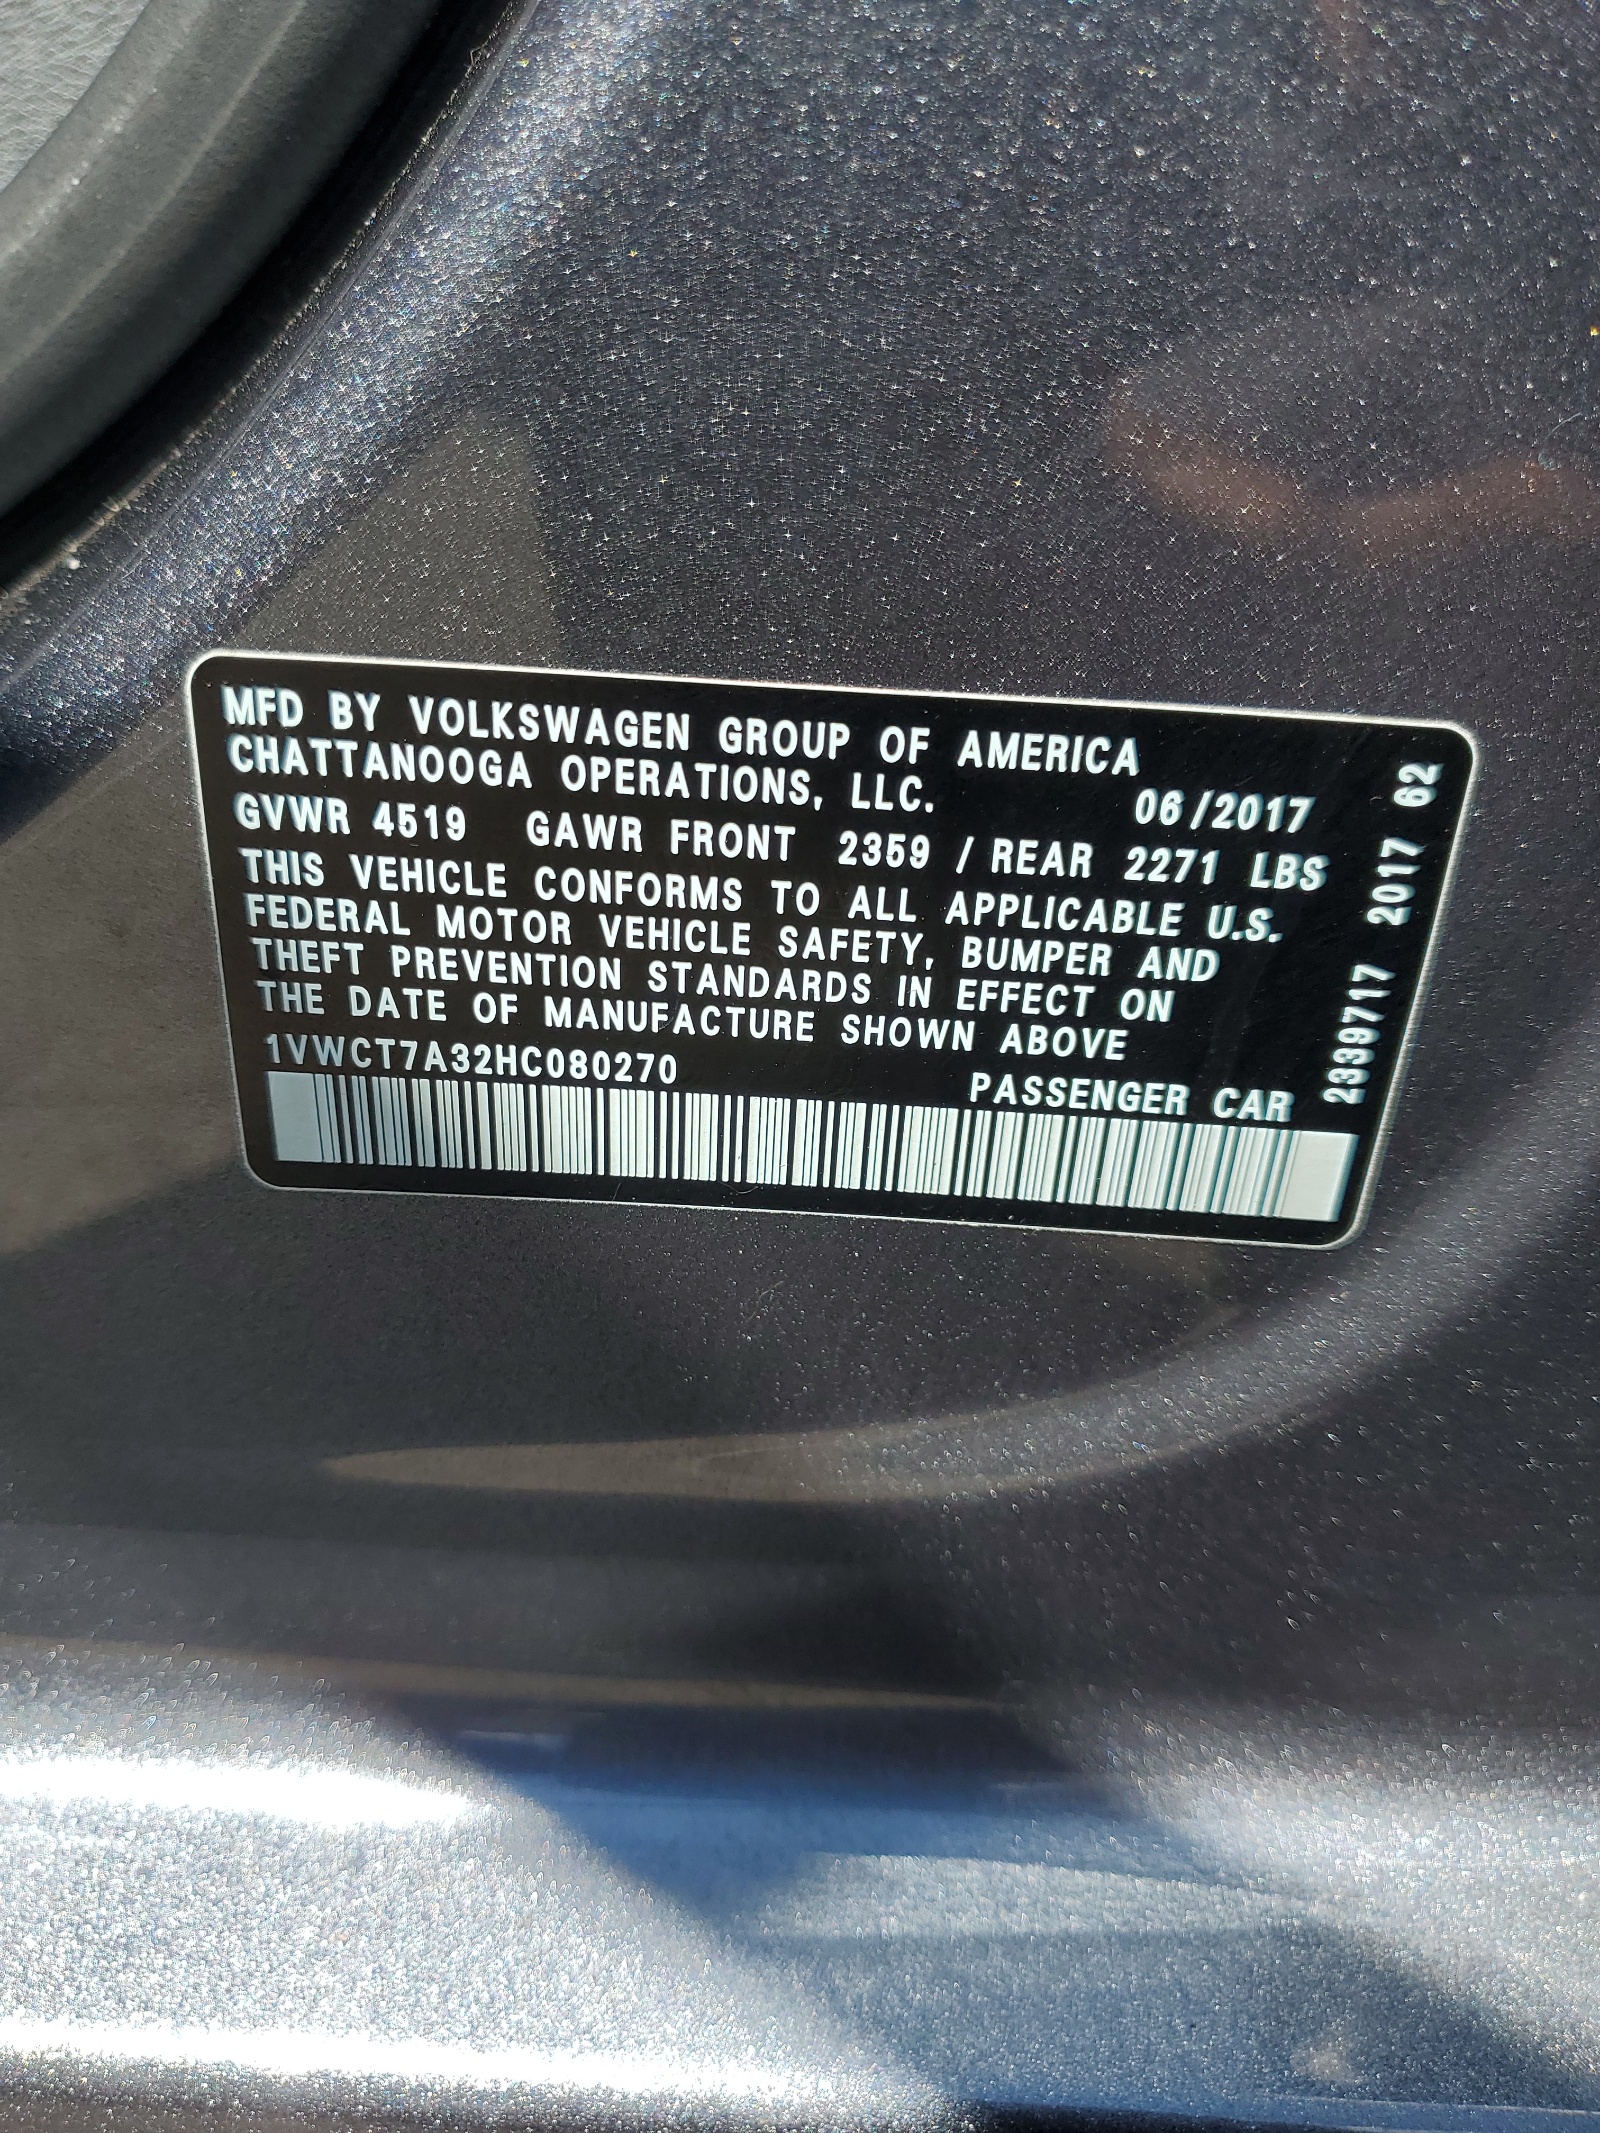 MFD BY VOLKSWAGEN GROUP OF AMERICA
CHATTANOOGA OPERATIONS, LLC.
06/2017
GVWR 4519 GAWR FRONT 2359 / REAR 2271 LBS
THIS VEHICLE CONFORMS TO ALL APPLICABLE U.S.
FEDERAL MOTOR VEHICLE SAFETY, BUMPER AND
THEFT PREVENTION STANDARDS IN EFFECT ON
THE DATE OF MANUFACTURE SHOWN ABOVE
1VWCT7A32HC080270
PASSENGER CAR
2339717 2017 62